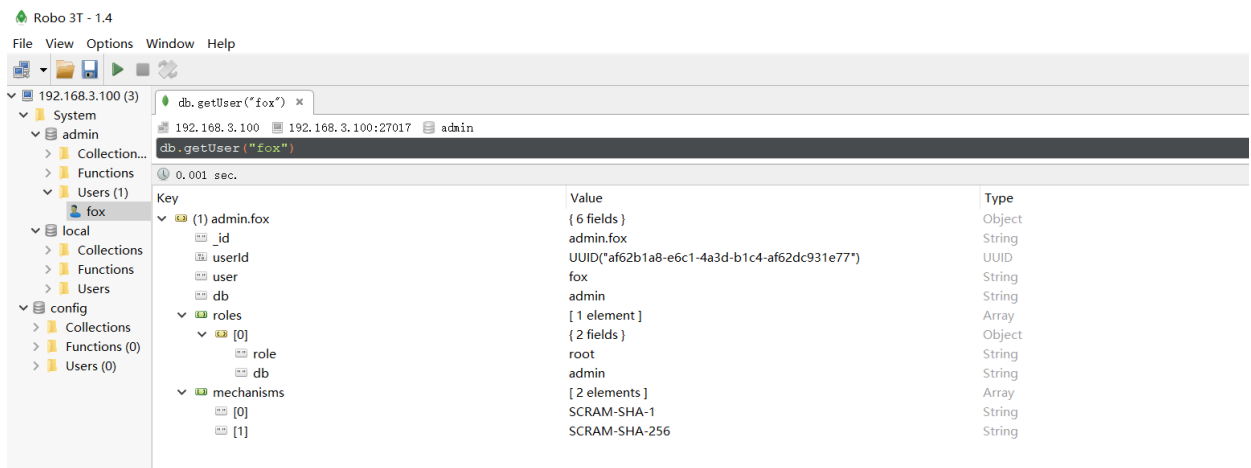 Robo 3T - 1.4
File View Options Window Help
192.168.3.100 (3)
System
admin
Collection...
Functions
Users (1)
fox
local
Collections
Functions
Users
config
Collections
Functions (0)
Users (0)
db.getUser("fox")
192.168.3.100 192.168.3.100:27017 admin
db.getUser("fox")
0.001 sec.
Key Value Type
(1) admin.fox { 6 fields } Object
_id admin.fox String
userId UUID("af62b1a8-e6c1-4a3d-b1c4-af62dc931e77") UUID
user fox String
db admin String
roles [ 1 element ] Array
[0] { 2 fields } Object
role root String
db admin String
mechanisms [ 2 elements ] Array
[0] SCRAM-SHA-1 String
[1] SCRAM-SHA-256 String